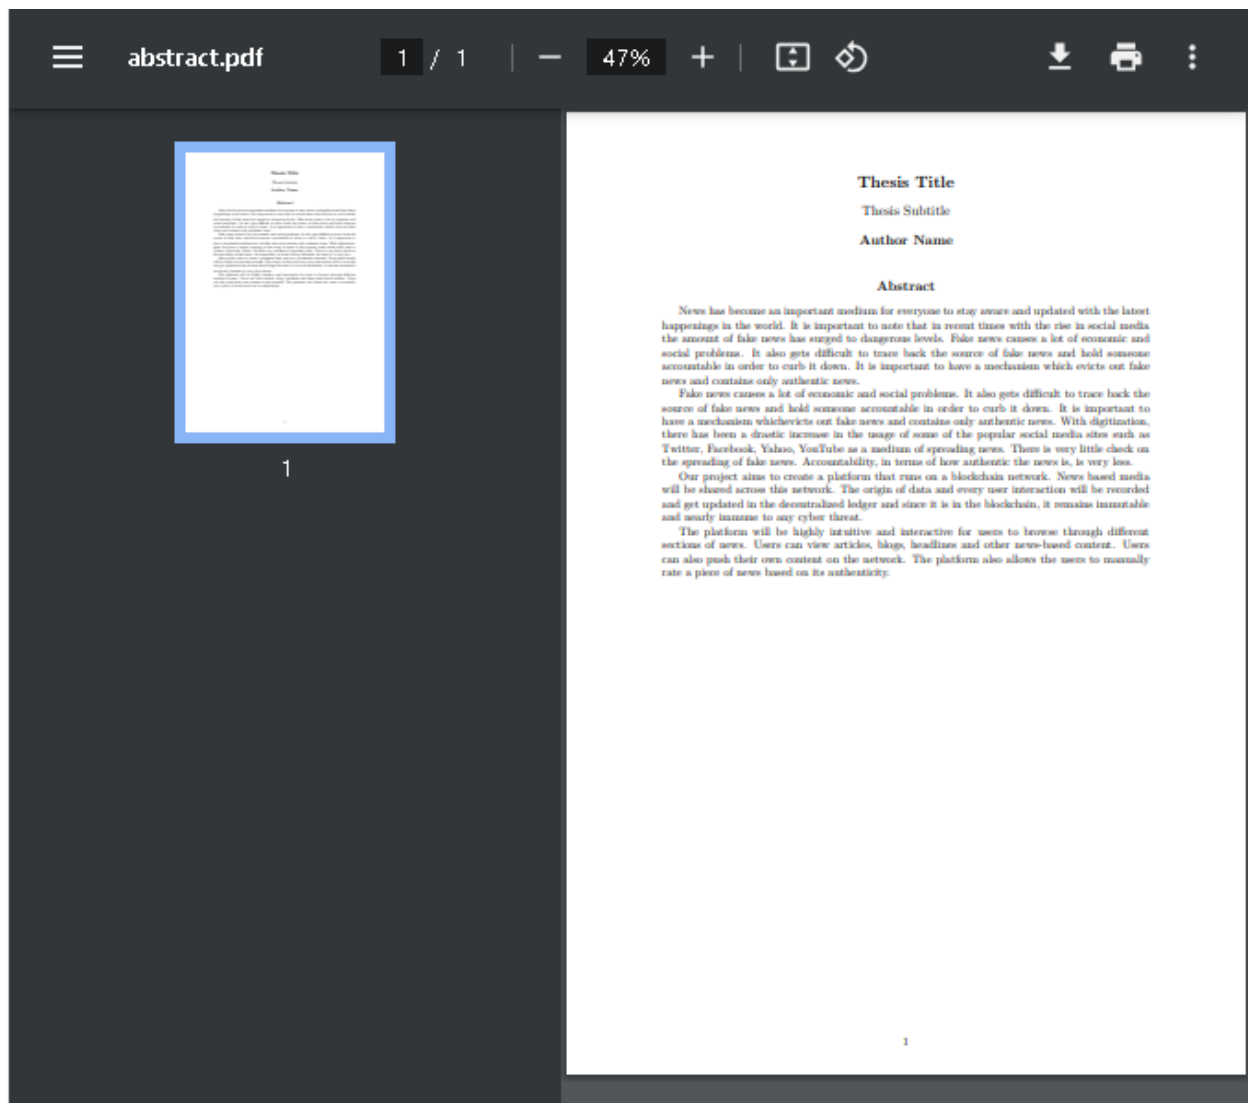 abstract.pdf
1 / 1
47%
1
Thesis Title
Thesis Subtitle
Author Name
Abstract
News has become an important medium for everyone to stay aware and updated with the latest
happenings in the world. It is important to note that in recent times with the rise in social media
the amount of fake news has surged to dangerous levels. Fake news causes a lot of economic and
social problems. It also gets difficult to trace back the source of fake news and hold someone
accountable in order to curb it down. It is important to have a mechanism which evicts out fake
news and contains only authentic news.
Fake news causes a lot of economic and social problems. It also gets difficult to trace back the
source of fake news and hold someone accountable in order to curb it down. It is important to
have a mechanism whichevicts out fake news and contains only authentic news. With digitization,
there has been a drastic increase in the usage of some of the popular social media sites such as
Twitter, Facebook, Yahoo, YouTube as a medium of spreading news. There is very little check on
the spreading of fake news. Accountability, in terms of how authentic the news is, is very less.
Our project aims to create a platform that runs on a blockchain network. News based media
will be shared across this network. The origin of data and every user interaction will be recorded
and get updated in the decentralized ledger and since it is in the blockchain, it remains immutable
and nearly immune to any cyber threat.
The platform will be highly intuitive and interactive for users to browse through different
sections of news. Users can view articles, blogs, headlines and other news-based content. Users
can also push their own content on the network. The platform also allows the users to manually
rate a piece of news based on its authenticity.
1